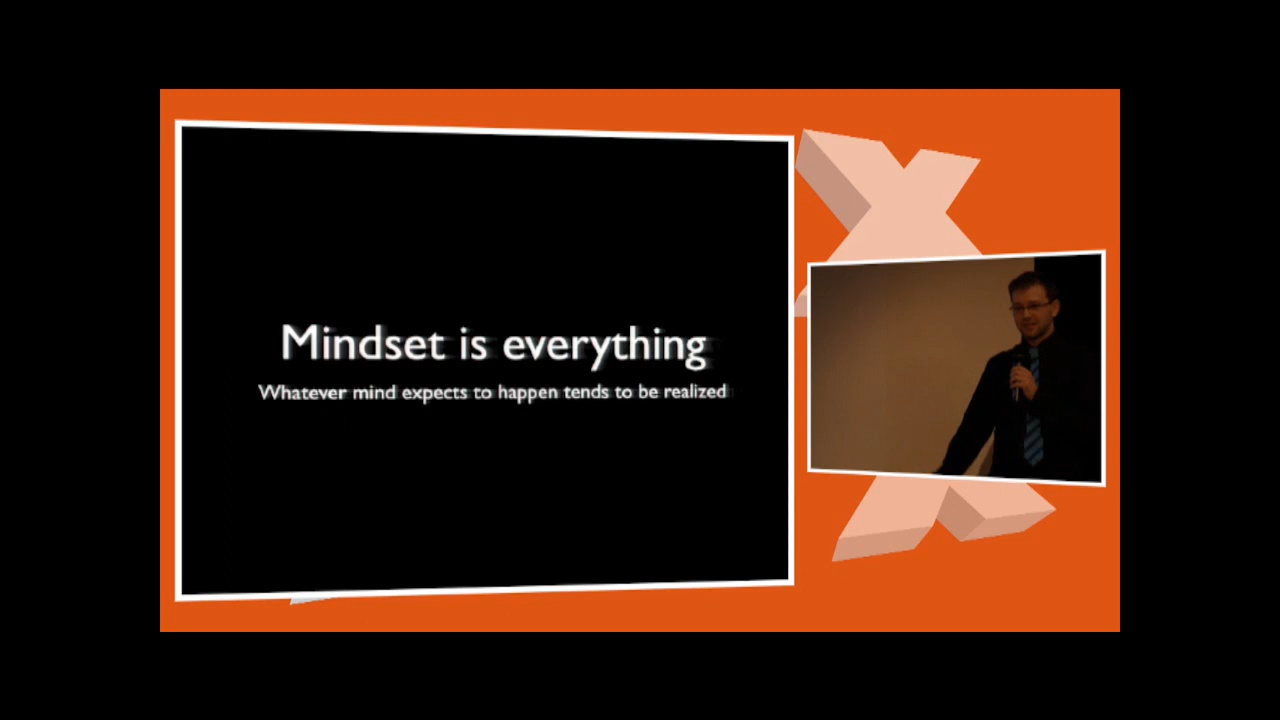 Mindset is everything
Whatever mind expects to happen tends to be realized